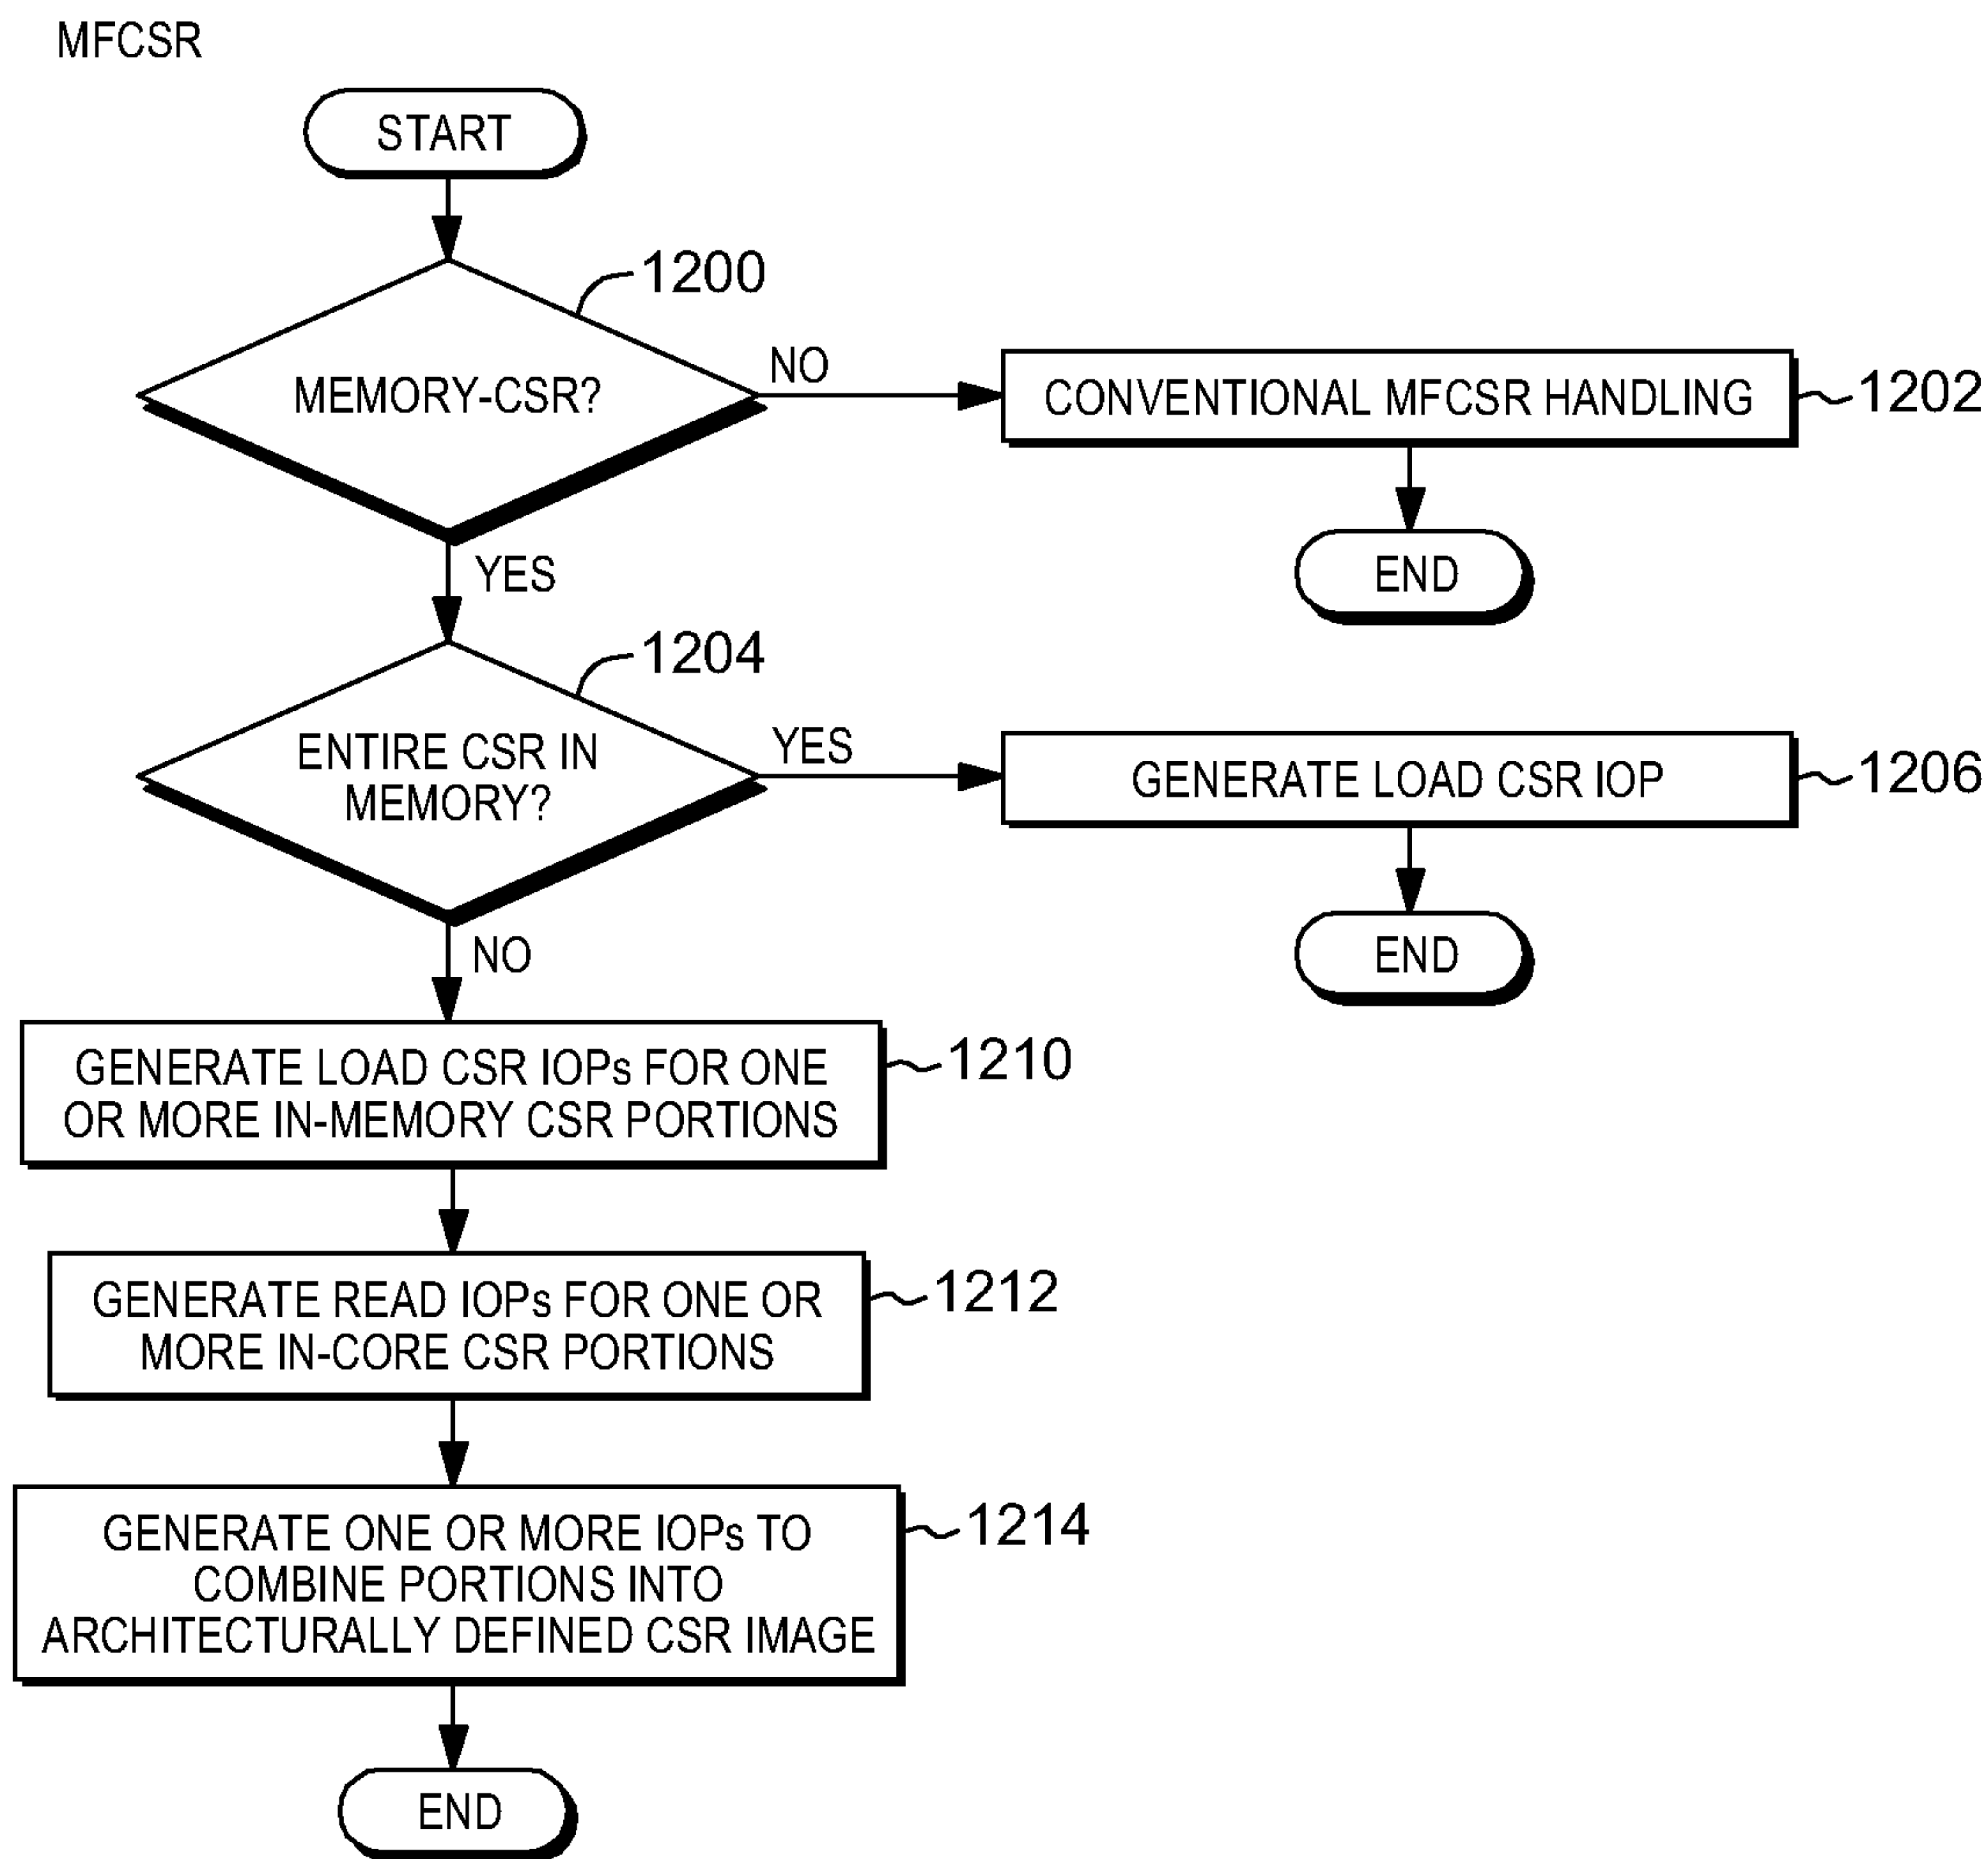 MFCSR
START
1200
MEMORY-CSR?
NO
CONVENTIONAL MFCSR HANDLING
1202
END
YES
1204
ENTIRE CSR IN
MEMORY?
YES
GENERATE LOAD CSR IOP
1206
END
NO
GENERATE LOAD CSR IOPs FOR ONE
OR MORE IN-MEMORY CSR PORTIONS
1210
GENERATE READ IOPs FOR ONE OR
MORE IN-CORE CSR PORTIONS
1212
GENERATE ONE OR MORE IOPs TO
COMBINE PORTIONS INTO
ARCHITECTURALLY DEFINED CSR IMAGE
1214
END